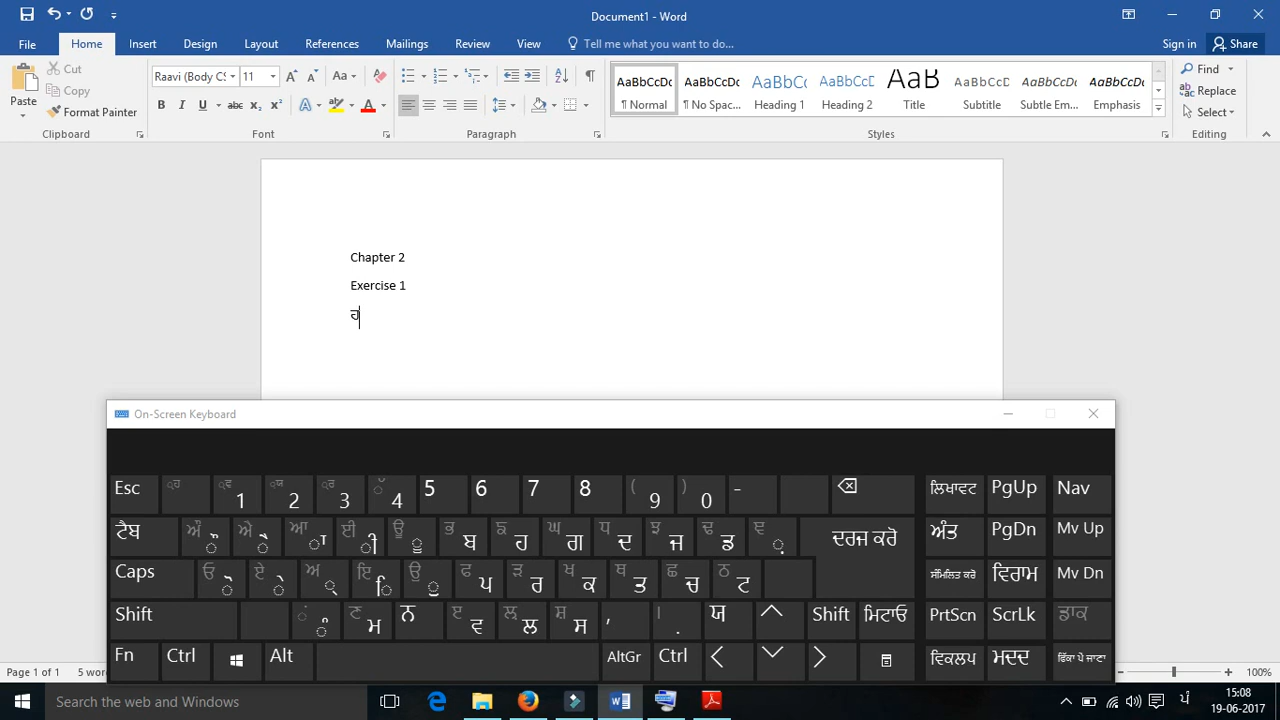 Document1 - Word
File Home Insert Design Layout References Mailings Review View Tell me what you want to do... Sign in Share
Paste Cut Copy Format Painter
Raavi (Body CS 11
AaBbCcDc ¶ Normal AaBbCcDc ¶ No Spac... AaBbCc Heading 1 AaBbCcD Heading 2 AaB Title AaBbCcD Subtitle AaBbCcDc Subtle Em... AaBbCcDc Emphasis
Find
Replace
Select
Clipboard Font Paragraph Styles Editing
Chapter 2
Exercise 1
ਹ
On-Screen Keyboard
Esc 1 2 3 4 5 6 7 8 ( 9 ) 0 - ਲਿਖਾਵਟ PgUp Nav
ਟੈਬ ਔ ੌ ਐ ੈ ਆ ਾ ਈ ੀ ਊ ੂ ਭ ਬ ਹ ਘ ਗ ਧ ਦ ਝ ਜ ਢ ਡ ਞ ਼ ਦਰਜ ਕਰੋ ਅੰਤ PgDn Mv Up
Caps ਓ ੋ ਏ ੇ ਅ ੍ ਇ ਿ ਉ ੁ ਫ ਪ ੜ ਰ ਖ ਕ ਥ ਤ ਛ ਚ ਠ ਟ ਵਿਰਾਮ Mv Dn
Shift ਂ ੰ ਣ ਮ ਨ ਵ ਲ਼ ਲ ਸ਼ ਸ , । . ਯ Shift ਮਿਟਾਓ PrtScn ScrLk ਡਾਕ
Fn Ctrl Alt AltGr Ctrl ਵਿਕਲਪ ਮਦਦ
Page 1 of 1 5 100%
Search the web and Windows 15:08
19-06-2017